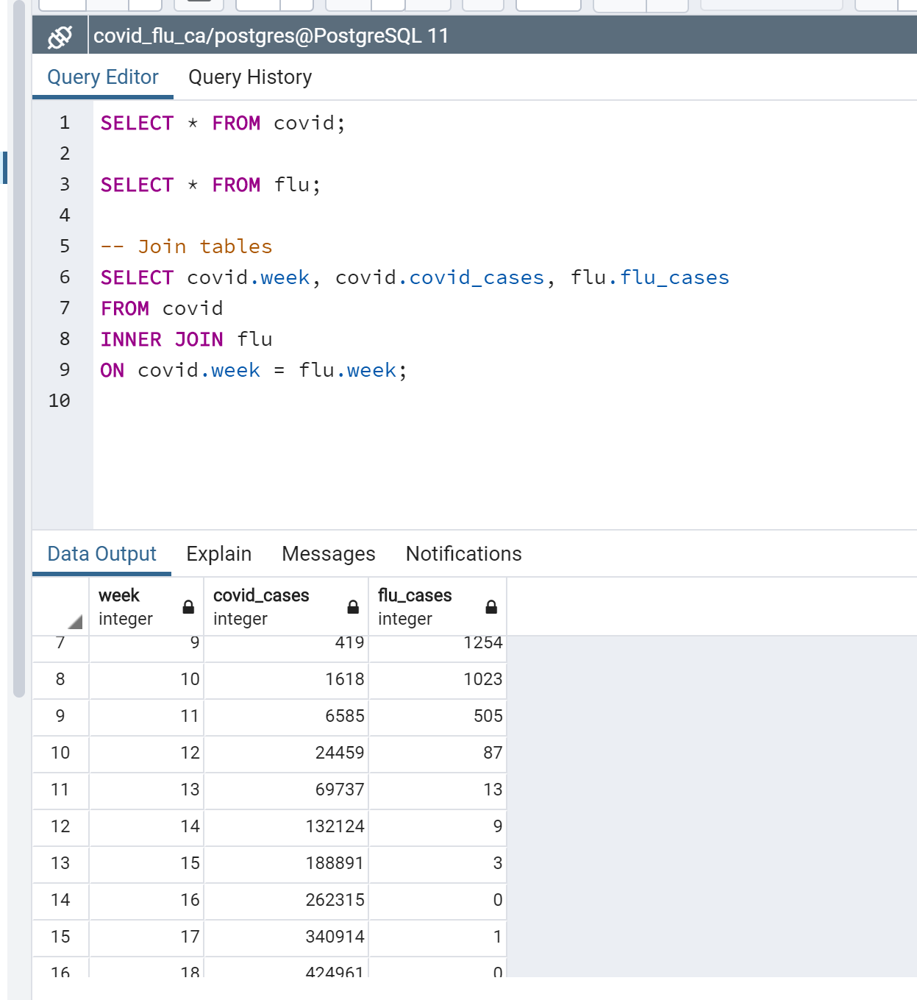 covid_flu_ca/postgres@PostgreSQL 11
Query Editor Query History
1 SELECT * FROM covid;
2
3 SELECT * FROM flu;
4
5 -- Join tables
6 SELECT covid.week, covid.covid_cases, flu.flu_cases
7 FROM covid
8 INNER JOIN flu
9 ON covid.week = flu.week;
10
Data Output Explain Messages Notifications
week covid_cases flu_cases
integer integer integer
7 9 419 1254
8 10 1618 1023
9 11 6585 505
10 12 24459 87
11 13 69737 13
12 14 132124 9
13 15 188891 3
14 16 262315 0
15 17 340914 1
16 18 424961 0